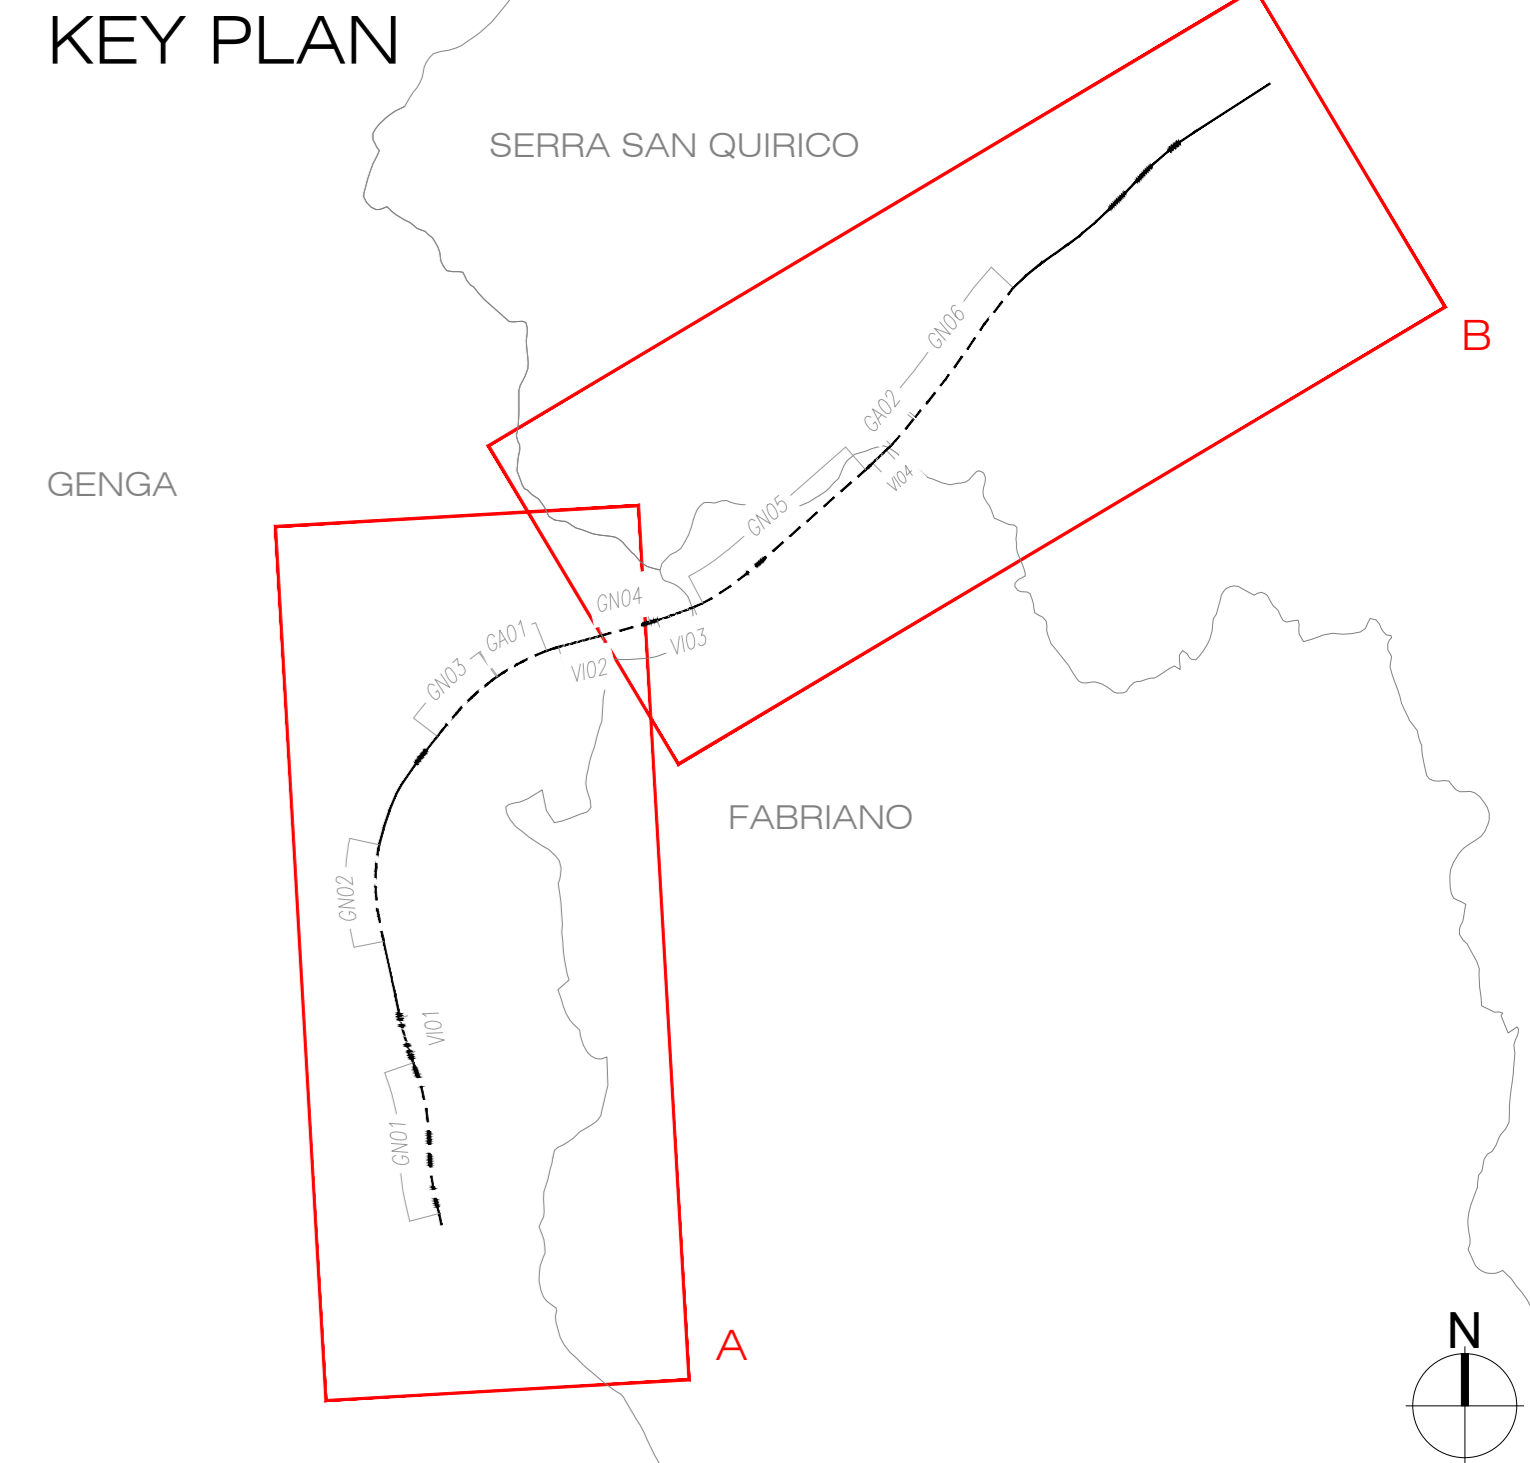 KEY PLAN
SERRA SAN QUIRICO
GN06
B
GA02
GENGA
VI04
GN05
GN04
GA01
VI03
GN03
VI02
FABRIANO
GN02
VI01
GN01
N
A